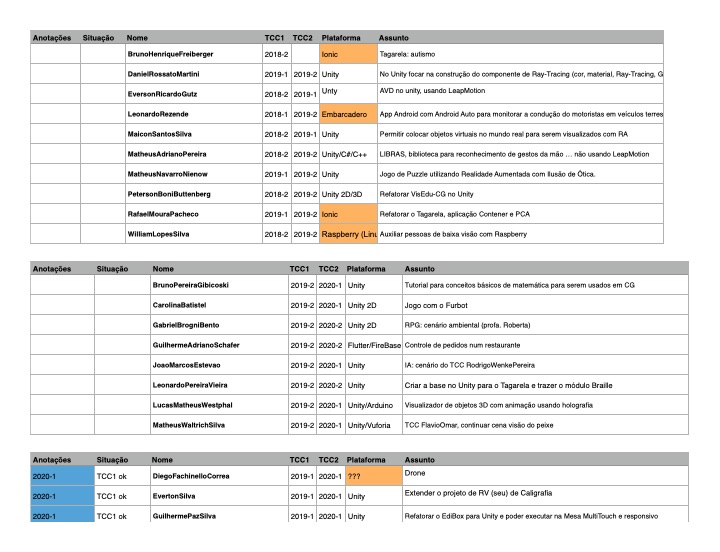 Anotações Situação Nome TCC1 TCC2 Plataforma Assunto
BrunoHenriqueFreiberger 2018-2 Ionic Tagarela: autismo
DanielRossatoMartini 2019-1 2019-2 Unity No Unity focar na construção do componente de Ray-Tracing (cor, material, Ray-Tracing, G
EversonRicardoGutz 2018-2 2019-1 Unty AVD no unity, usando LeapMotion
LeonardoRezende 2018-1 2019-2 Embarcadero App Android com Android Auto para monitorar a condução do motoristas em veículos terres
MaiconSantosSilva 2018-2 2019-1 Unity Permitir colocar objetos virtuais no mundo real para serem visualizados com RA
MatheusAdrianoPereira 2018-2 2019-2 Unity/C#/C++ LIBRAS, biblioteca para reconhecimento de gestos da mão ... não usando LeapMotion
MatheusNavarroNienow 2019-1 2019-2 Unity Jogo de Puzzle utilizando Realidade Aumentada com Ilusão de Ótica.
PetersonBoniButtenberg 2018-2 2019-2 Unity 2D/3D Refatorar VisEdu-CG no Unity
RafaelMouraPacheco 2019-1 2019-2 Ionic Refatorar o Tagarela, aplicação Contener e PCA
WilliamLopesSilva 2018-2 2019-2 Raspberry (Linu Auxiliar pessoas de baixa visão com Raspberry
Anotações Situação Nome TCC1 TCC2 Plataforma Assunto
BrunoPereiraGibicoski 2019-2 2020-1 Unity Tutorial para conceitos básicos de matemática para serem usados em CG
CarolinaBatistel 2019-2 2020-1 Unity 2D Jogo com o Furbot
GabrielBrogniBento 2019-2 2020-2 Unity 2D RPG: cenário ambiental (profa. Roberta)
GuilhermeAdrianoSchafer 2019-2 2020-2 Flutter/FireBase Controle de pedidos num restaurante
JoaoMarcosEstevao 2019-2 2020-1 Unity IA: cenário do TCC RodrigoWenkePereira
LeonardoPereiraVieira 2019-2 2020-2 Unity Criar a base no Unity para o Tagarela e trazer o módulo Braille
LucasMatheusWestphal 2019-2 2020-1 Unity/Arduino Visualizador de objetos 3D com animação usando holografia
MatheusWaltrichSilva 2019-2 2020-1 Unity/Vuforia TCC FlavioOmar, continuar cena visão do peixe
Anotações Situação Nome TCC1 TCC2 Plataforma Assunto
2020-1 TCC1 ok DiegoFachinelloCorrea 2019-1 2020-1 ??? Drone
2020-1 TCC1 ok EvertonSilva 2019-1 2020-1 Unity Extender o projeto de RV (seu) de Caligrafia
2020-1 TCC1 ok GuilhermePazSilva 2019-1 2020-1 Unity Refatorar o EdiBox para Unity e poder executar na Mesa MultiTouch e responsivo